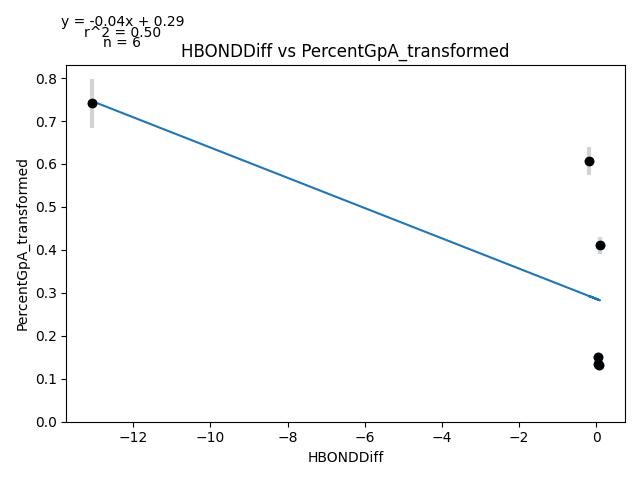 y = -0.04x + 0.29
r^2 = 0.50
n = 6
HBONDDiff vs PercentGpA_transformed
0.8
0.7
0.6
0.5
0.4
0.3
0.2
0.1
0.0
PercentGpA_transformed
−12
−10
−8
−6
−4
−2
0
HBONDDiff